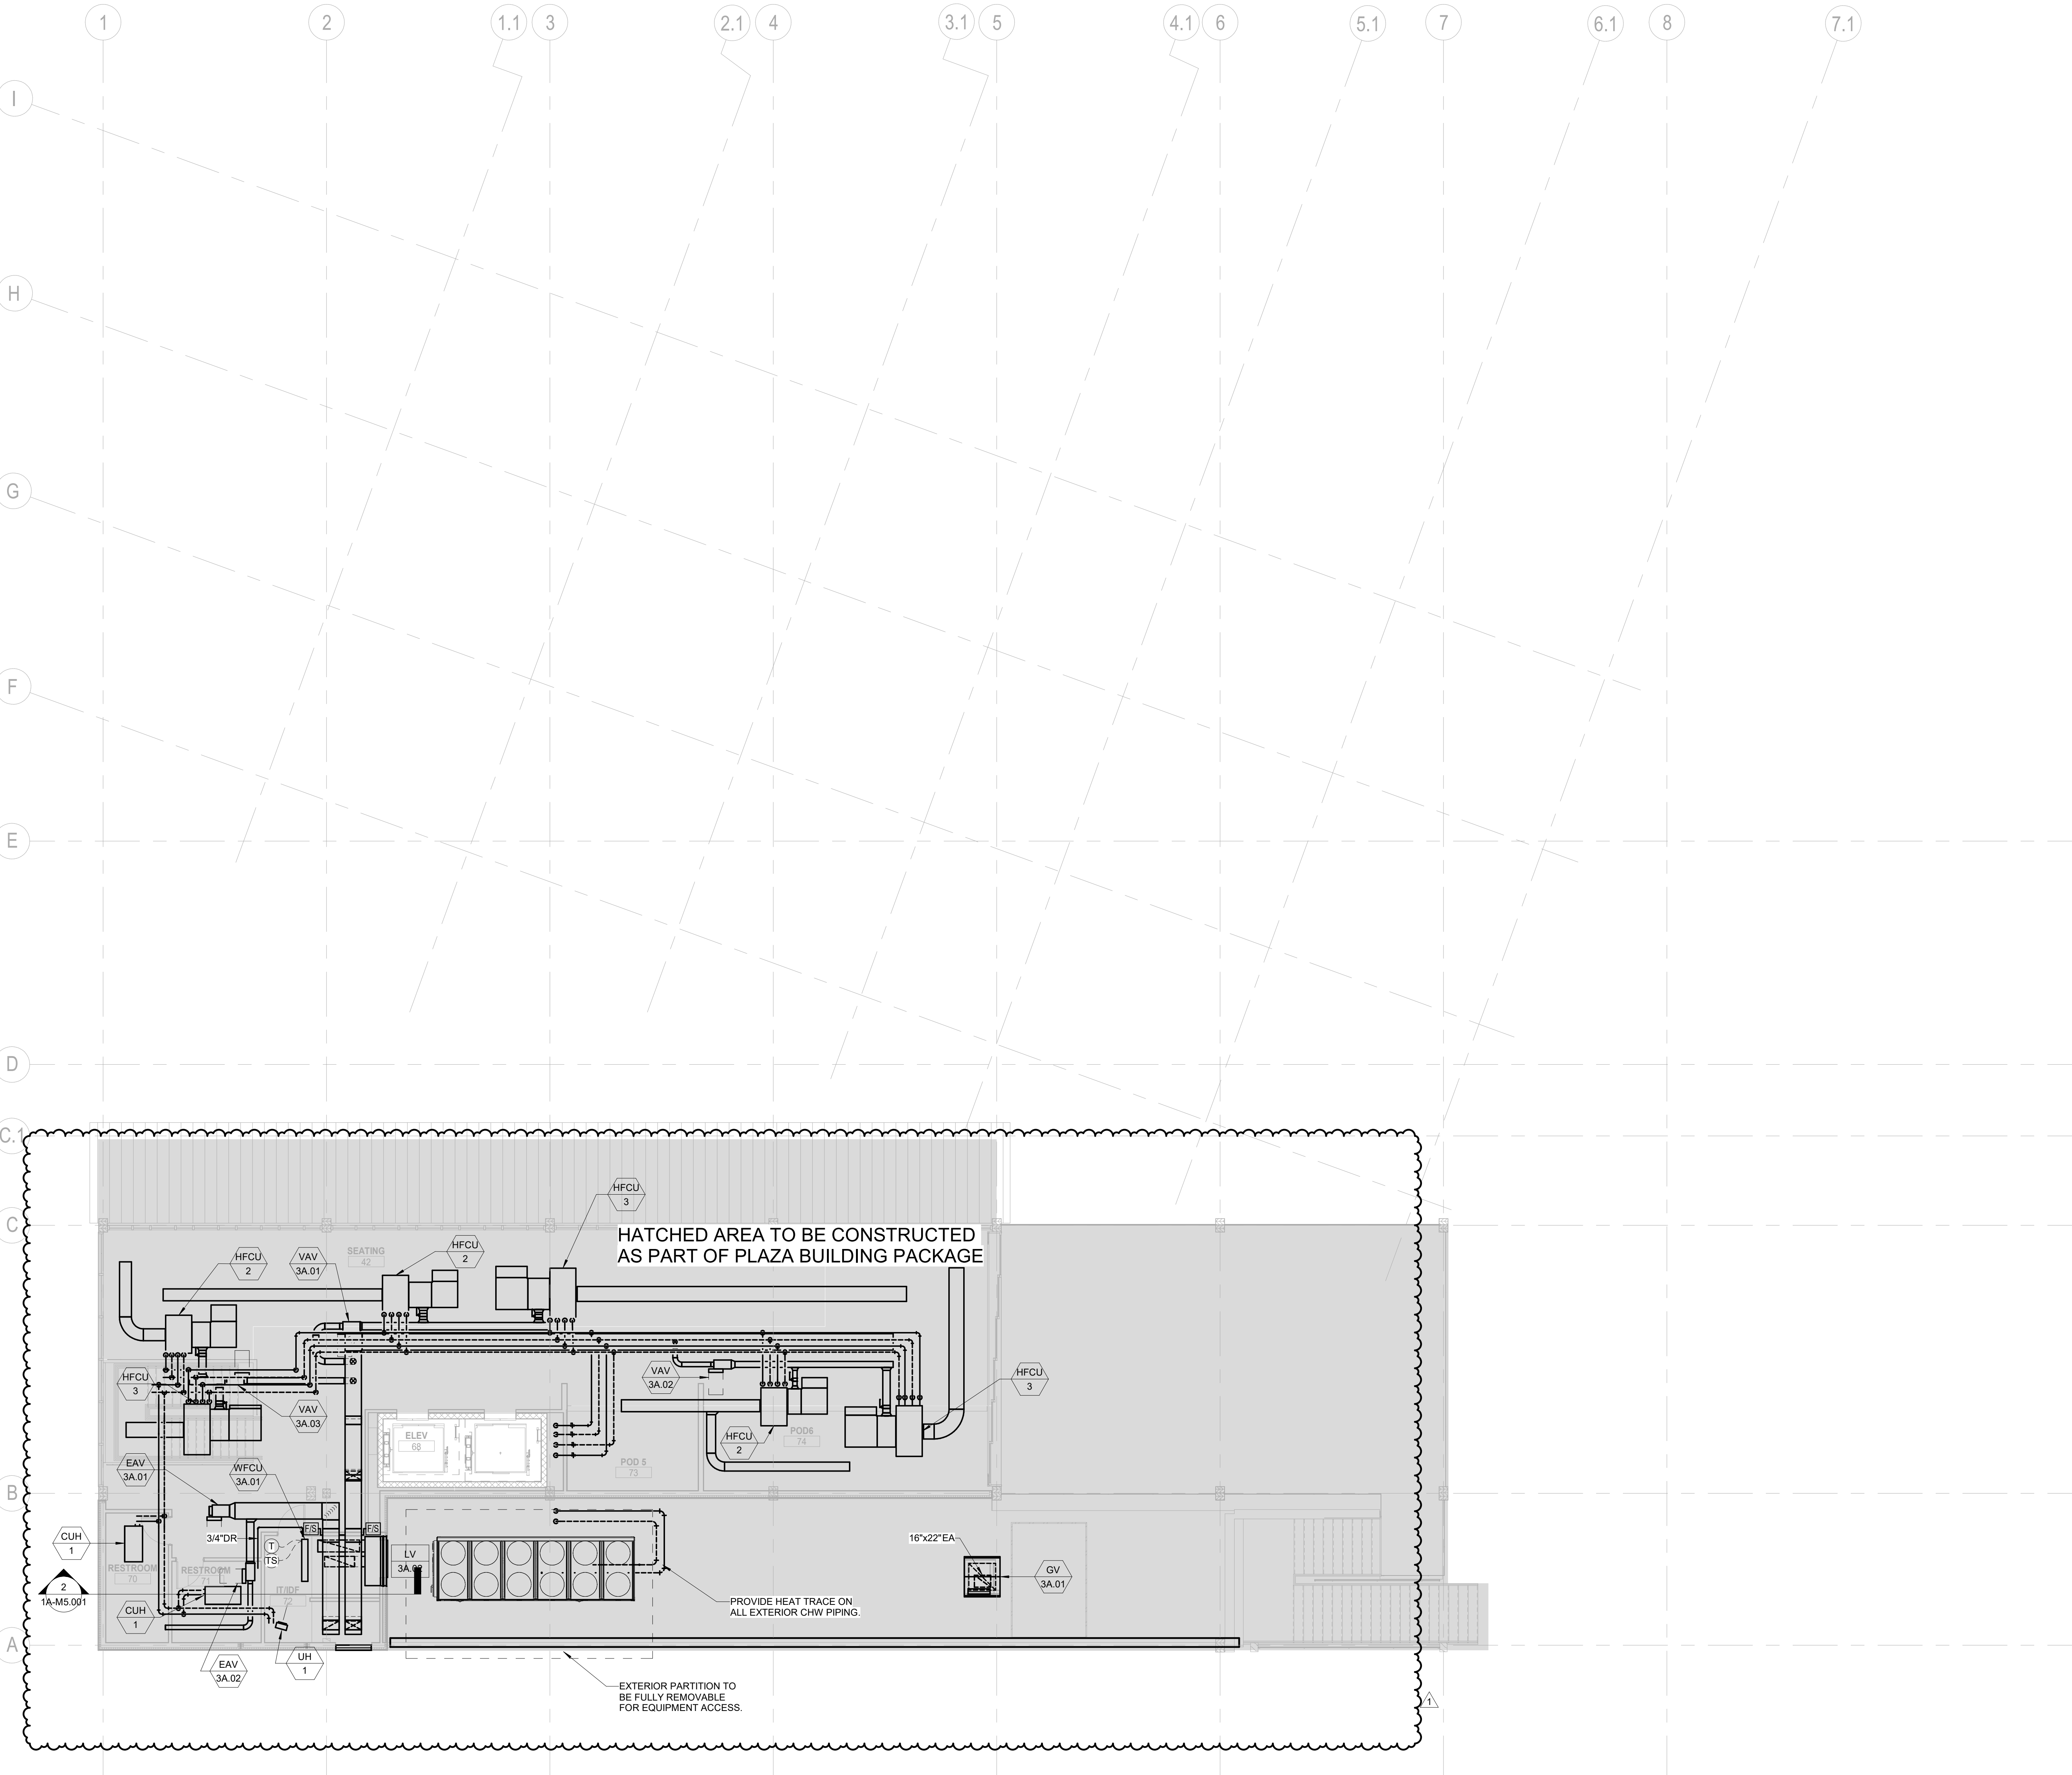 1
2
1.1
3
2.1
4
3.1
5
4.1
6
5.1
7
6.1
8
7.1
I
H
G
F
E
D
C.1
C
B
A
HFCU
3
HATCHED AREA TO BE CONSTRUCTED
AS PART OF PLAZA BUILDING PACKAGE
HFCU
2
VAV
3A.01
SEATING
42
HFCU
2
HFCU
3
VAV
3A.03
VAV
3A.02
HFCU
3
HFCU
2
POD6
74
ELEV
68
POD 5
73
EAV
3A.01
WFCU
3A.01
F/S
F/S
3/4"DR
T
TS
CUH
1
RESTROOM
70
RESTROOM
71
IT/IDF
72
LV
3A.02
16"x22"EA
GV
3A.01
2
1A-M5.001
CUH
1
PROVIDE HEAT TRACE ON
ALL EXTERIOR CHW PIPING.
EAV
3A.02
UH
1
EXTERIOR PARTITION TO
BE FULLY REMOVABLE
FOR EQUIPMENT ACCESS.
1